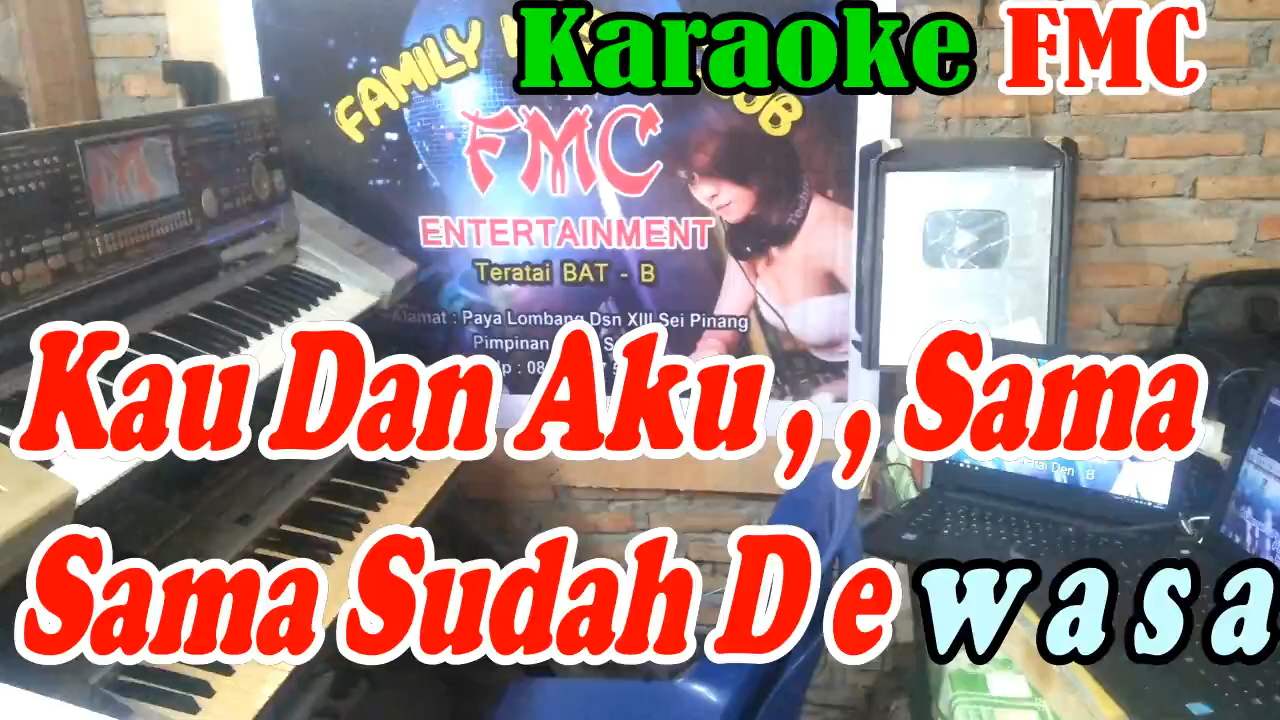 Karaoke FMC
FAMILY
FMC
ENTERTAINMENT
Teratai BAT - B
Alamat : Paya Lombang Dsn XIII Sei Pinang
Pimpinan
Kau Dan Aku , , Sama
Sama Sudah D e w a s a